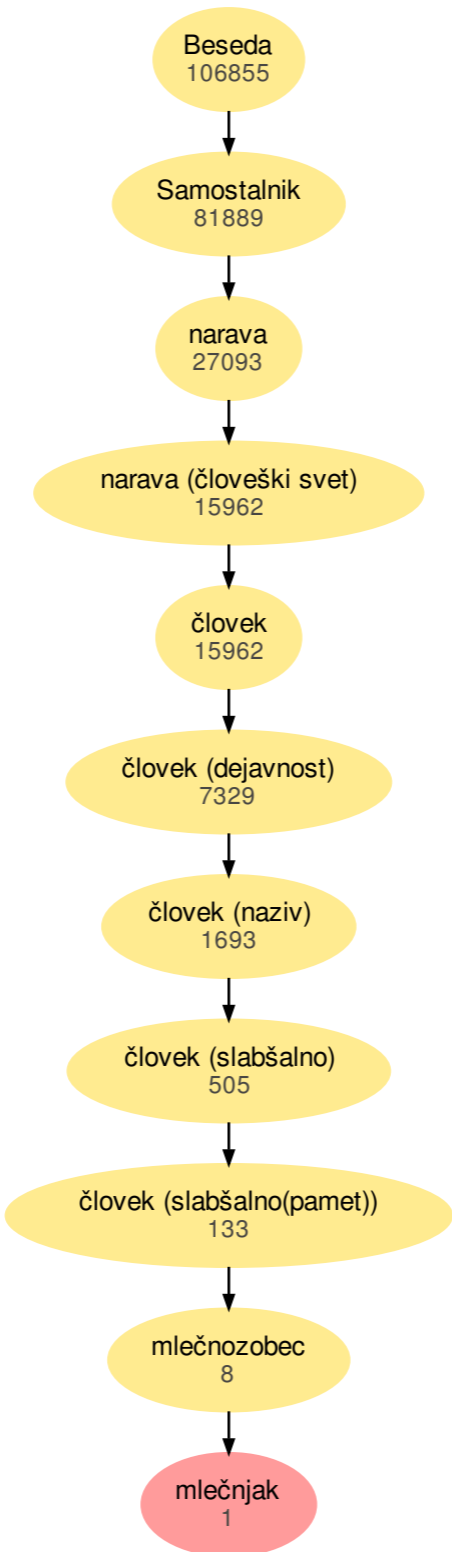 Beseda
106855
Samostalnik
81889
narava
27093
narava (človeški svet)
15962
človek
15962
človek (dejavnost)
7329
človek (naziv)
1693
človek (slabšalno)
505
človek (slabšalno(pamet))
133
mlečnozobec
8
mlečnjak
1